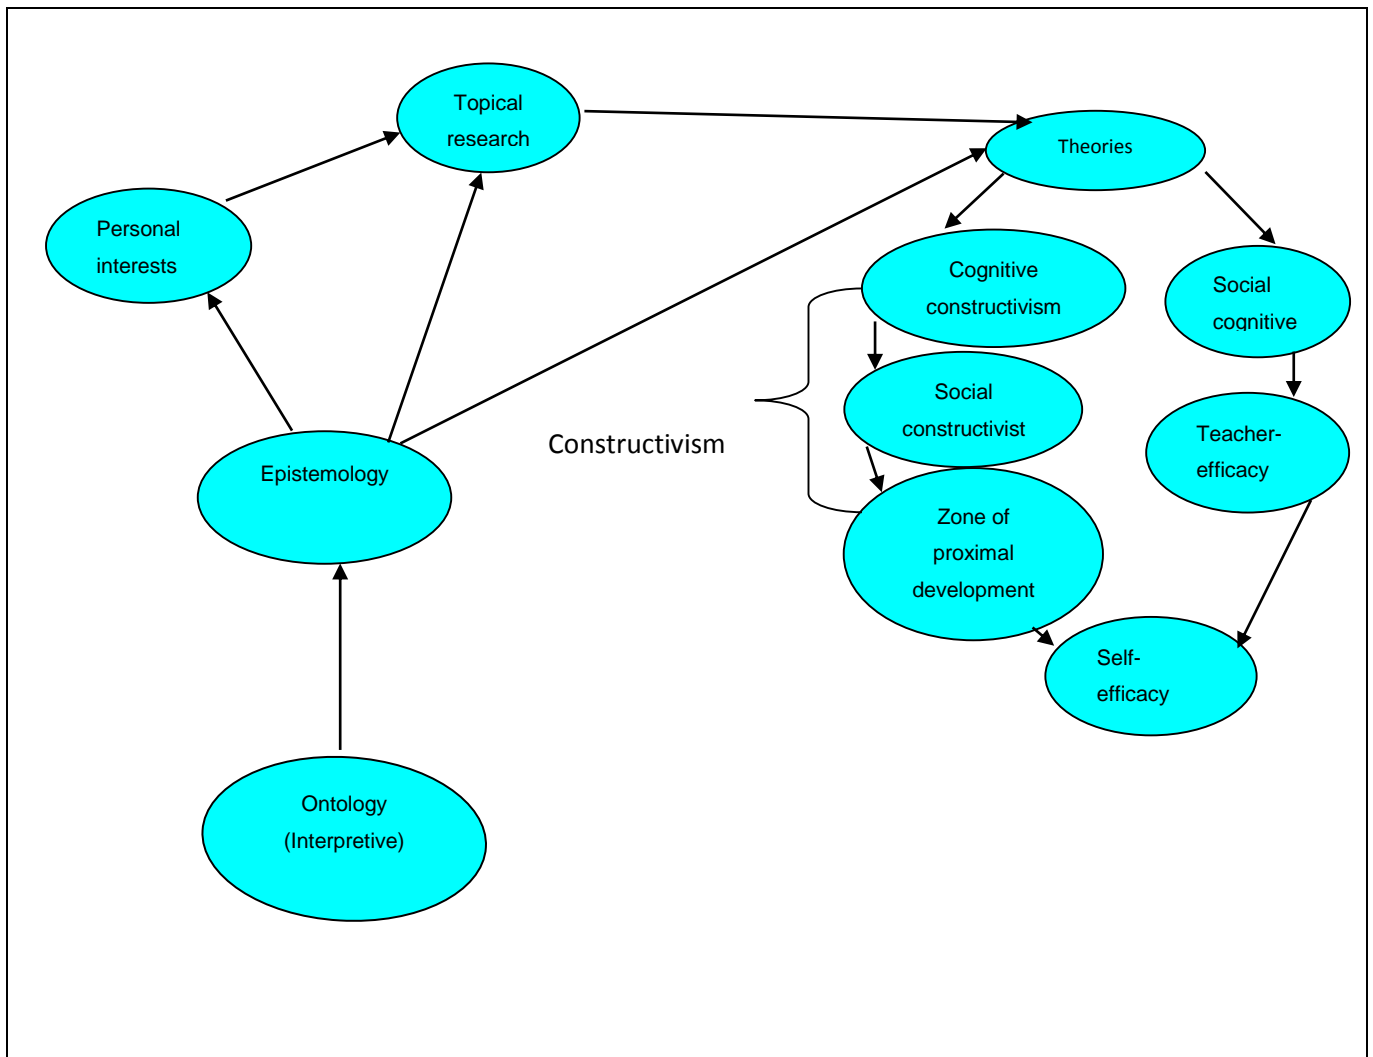 Topical
research
Theories
Personal
interests
Cognitive
constructivism
Social
cognitive
Social
constructivist
Constructivism
Teacher-
efficacy
Epistemology
Zone of
proximal
development
Self-
efficacy
Ontology
(Interpretive)